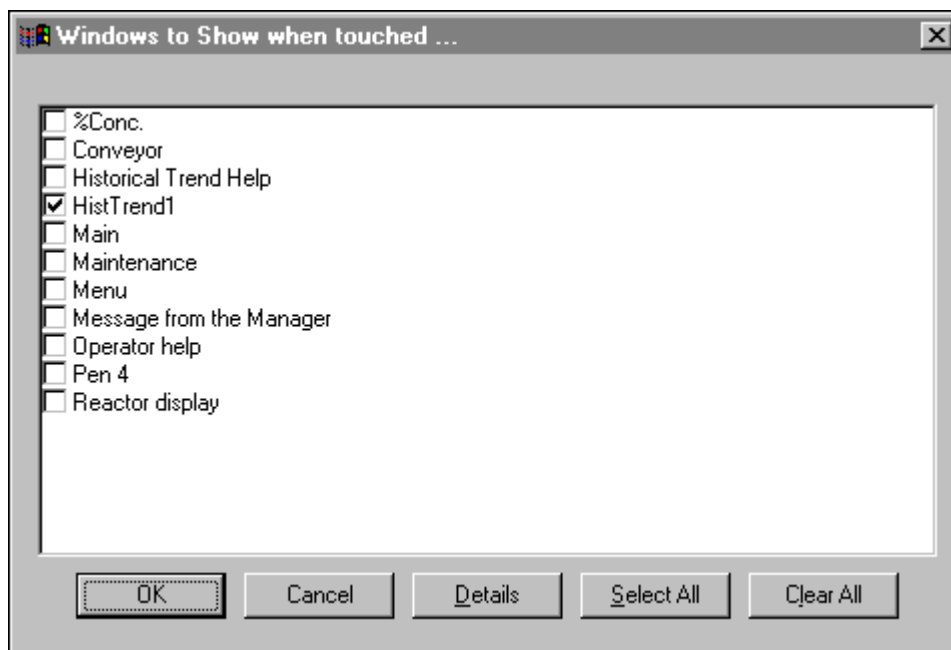 Windows to Show when touched ...
%Conc.
Conveyor
Historical Trend Help
HistTrend1
Main
Maintenance
Menu
Message from the Manager
Operator help
Pen 4
Reactor display
OK Cancel Details Select All Clear All